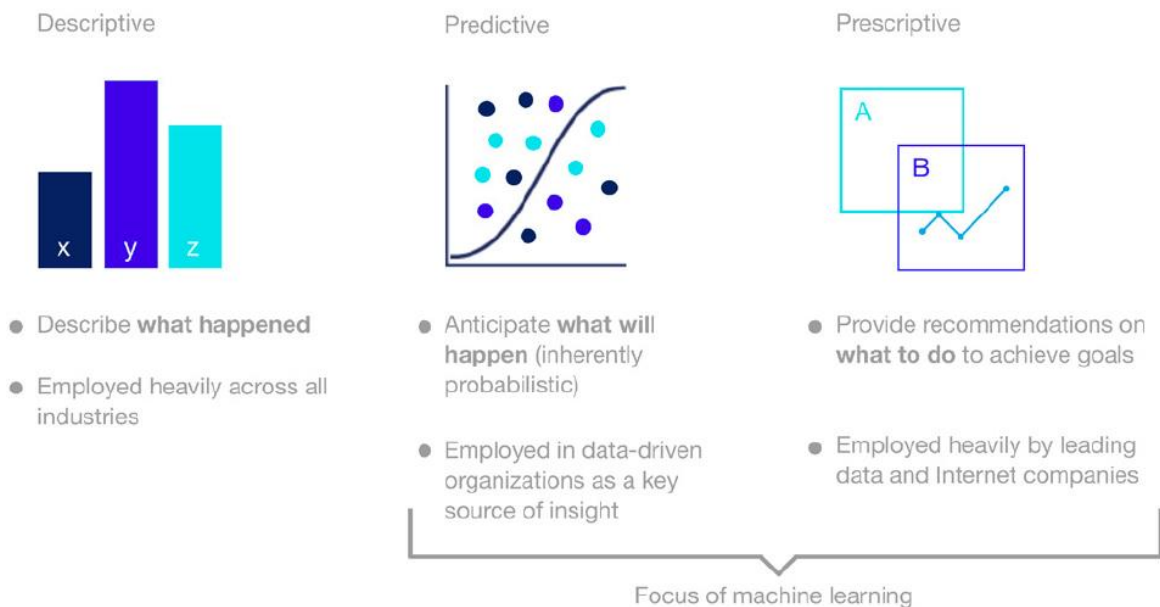 Descriptive
x
y
z
Describe what happened
Employed heavily across all
industries
Predictive
Anticipate what will
happen (inherently
probabilistic)
Employed in data-driven
organizations as a key
source of insight
Prescriptive
A
B
Provide recommendations on
what to do to achieve goals
Employed heavily by leading
data and Internet companies
Focus of machine learning